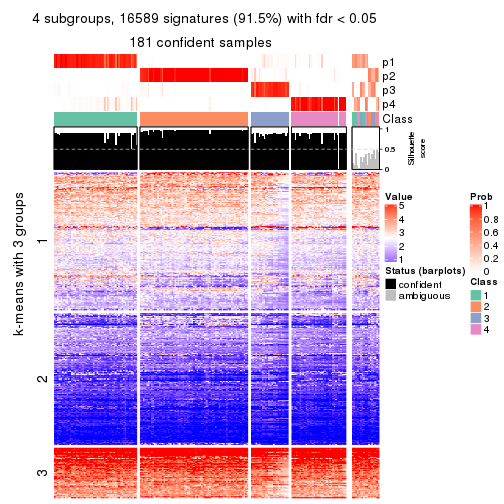 4 subgroups, 16589 signatures (91.5%) with fdr < 0.05
181 confident samples
p1
p2
p3
p4
Class
1
0.5
0
Silhouette
score
k-means with 3 groups
1
2
3
Value
5
4
3
2
1
Status (barplots)
confident
ambiguous
Prob
1
0.8
0.6
0.4
0.2
0
Class
1
2
3
4